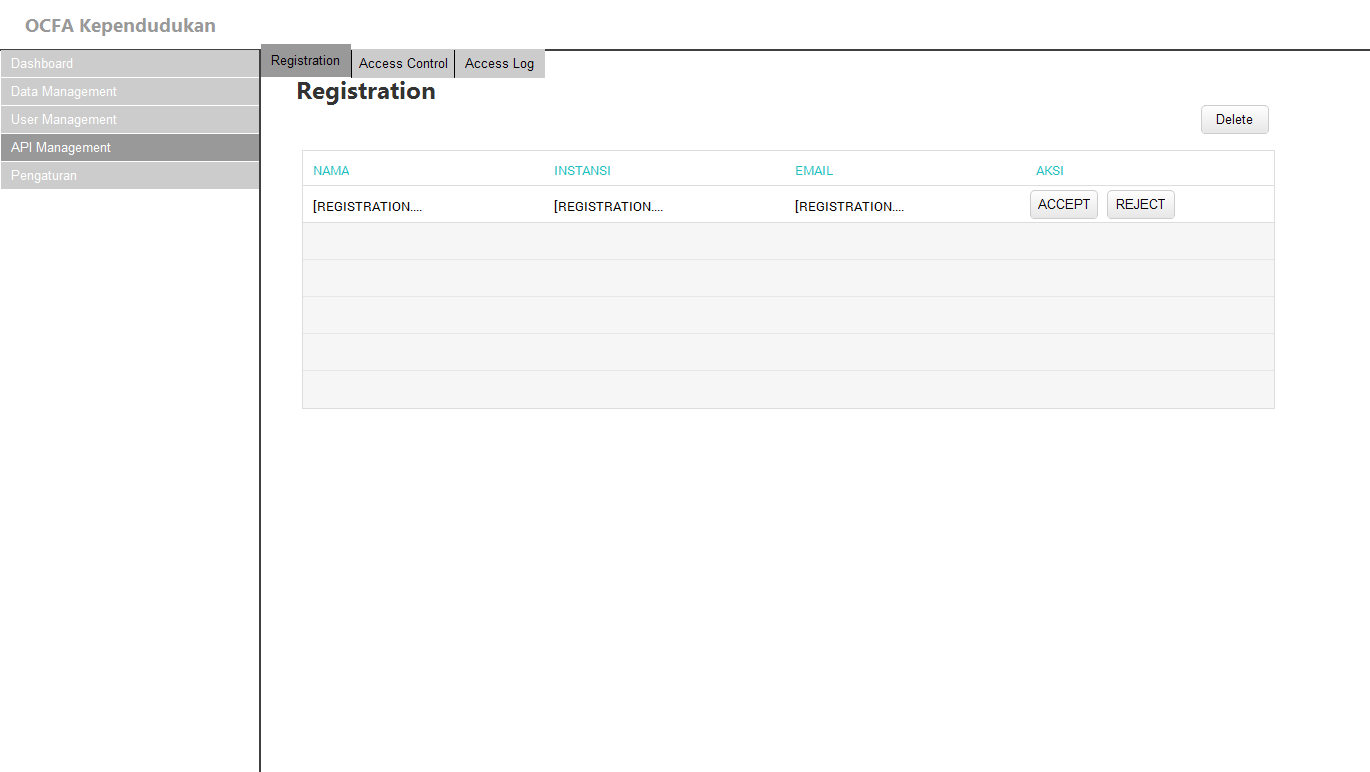 OCFA Kependudukan
Dashboard
Data Management
User Management
API Management
Pengaturan
Registration Access Control Access Log
Registration
Delete
NAMA INSTANSI EMAIL AKSI
[REGISTRATION.... [REGISTRATION.... [REGISTRATION.... ACCEPT REJECT